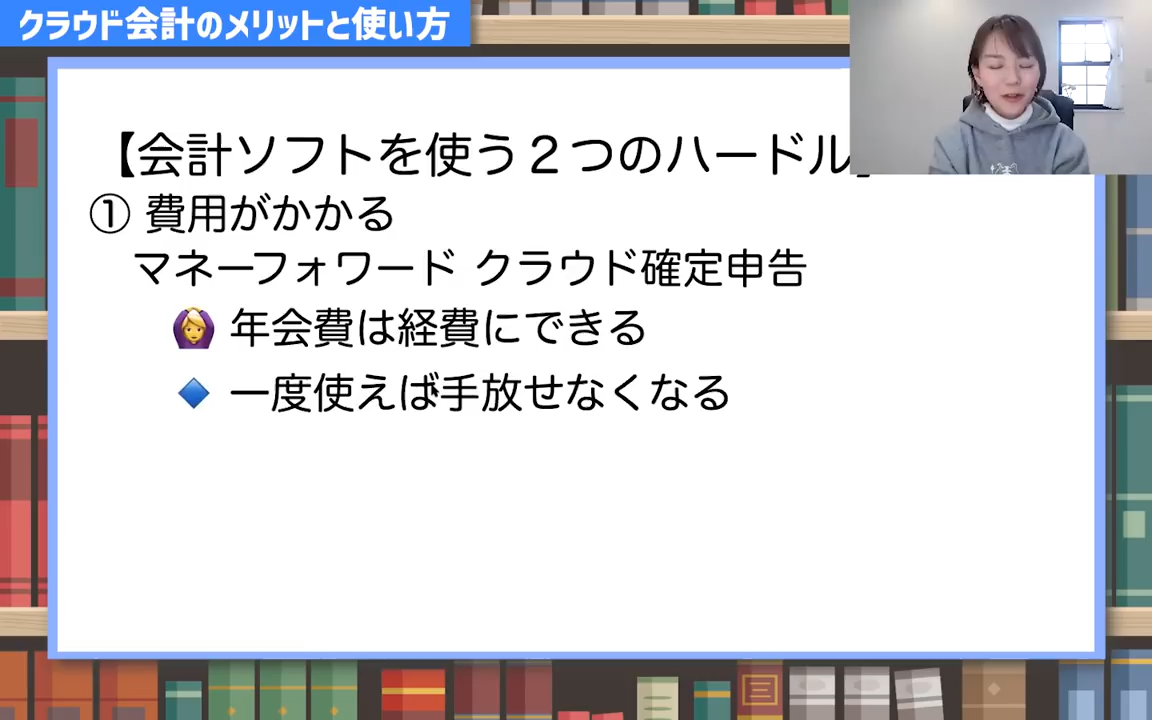 クラウド会計のメリットと使い方
【会計ソフトを使う２つのハードル】
① 費用がかかる
マネーフォワード クラウド確定申告
🙆 年会費は経費にできる
🔷 一度使えば手放せなくなる